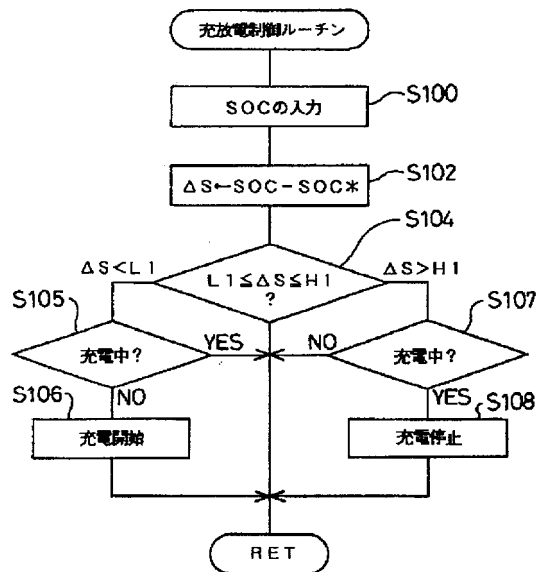 充放電制御ルーチン
S100
SOCの入力
S102
ΔS←SOC-SOC*
S104
ΔS<L1
L1≦ΔS≦H1
?
ΔS>H1
S105
S107
充電中?
YES
NO
充電中?
S106
NO
YES
S108
充電開始
充電停止
RET